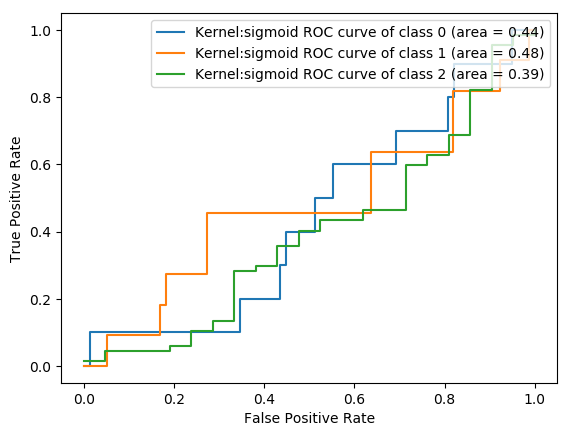 1.0
0.8
0.6
0.4
0.2
0.0
True Positive Rate
Kernel:sigmoid ROC curve of class 0 (area = 0.44)
Kernel:sigmoid ROC curve of class 1 (area = 0.48)
Kernel:sigmoid ROC curve of class 2 (area = 0.39)
0.0 0.2 0.4 0.6 0.8 1.0
False Positive Rate